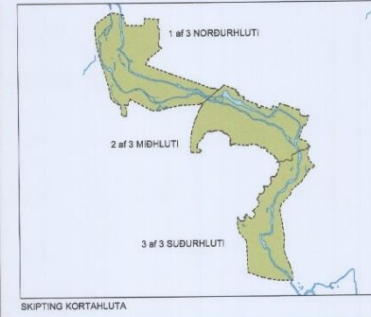 1 af 3 NORÐURHLUTI
2 af 3 MIÐHLUTI
3 af 3 SUÐURHLUTI
SKIPTING KORTAHLUTA